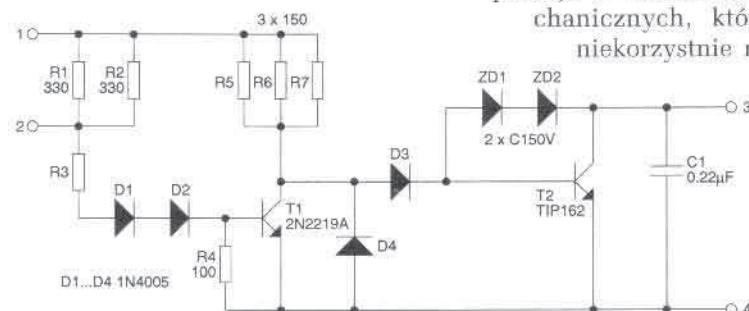 chanicznych, któ
niekorzystnie
1
3 x 150
R1
330
R2
330
R5
R6
R7
2
R3
D1
D2
R4
100
T1
2N2219A
D3
D4
ZD1
ZD2
2 x C150V
T2
TIP162
C1
0.22µF
3
4
D1...D4 1N4005